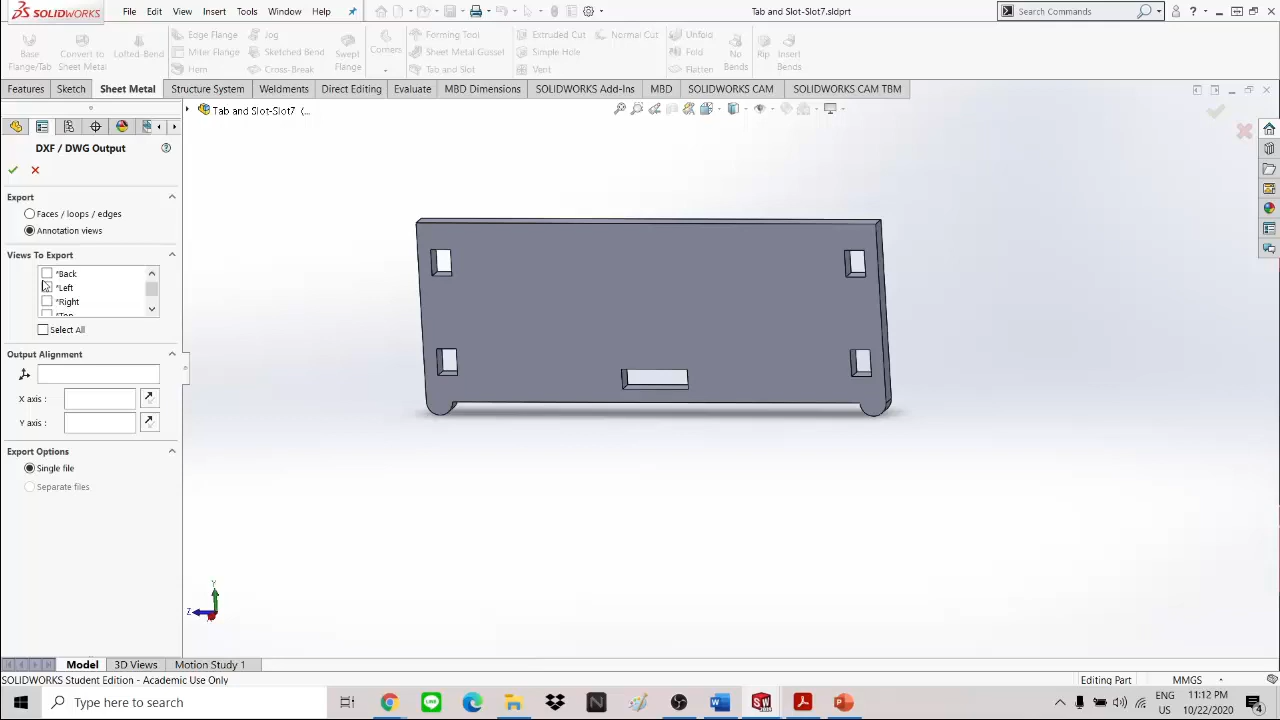 SOLIDWORKS File Edit View Insert Tools Window Help Tab and Slot-Slot7.sldprt Search Commands
Base Flange/Tab Convert to Sheet Metal Lofted-Bend Edge Flange Miter Flange Hem Jog Sketched Bend Cross-Break Swept Flange Corners Forming Tool Sheet Metal Gusset Tab and Slot Extruded Cut Simple Hole Vent Normal Cut Unfold Fold Flatten No Bends Rip Insert Bends
Features Sketch Sheet Metal Structure System Weldments Direct Editing Evaluate MBD Dimensions SOLIDWORKS Add-Ins MBD SOLIDWORKS CAM SOLIDWORKS CAM TBM
Tab and Slot-Slot7 (...
DXF / DWG Output
Export
Faces / loops / edges
Annotation views
Views To Export
*Back
*Left
*Right
*Top
Select All
Output Alignment
X axis :
Y axis :
Export Options
Single file
Separate files
Y
Z
Model 3D Views Motion Study 1
SOLIDWORKS Student Edition - Academic Use Only Editing Part MMGS
Type here to search ENG 11:12 PM
US 10/22/2020 4